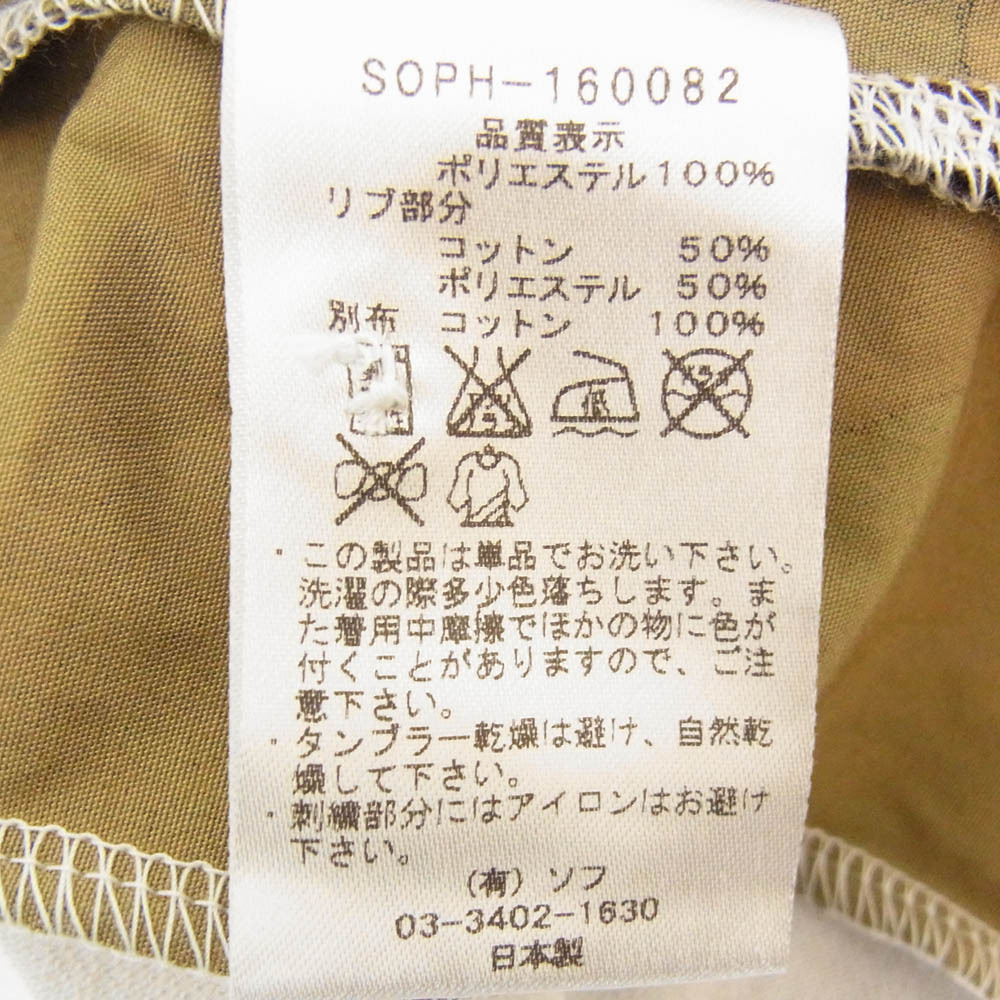 SOPH-160082
品質表示
ポリエステル100%
リブ部分
コットン 50%
ポリエステル 50%
別布 コットン 100%
低
・この製品は単品でお洗い下さい。
洗濯の際多少色落ちします。ま
た着用中摩擦でほかの物に色が
付くことがありますので、ご注
意下さい。
・タンブラー乾燥は避け、自然乾
燥して下さい。
・刺繍部分にはアイロンはお避け
下さい。
(有)ソフ
03-3402-1630
日本製